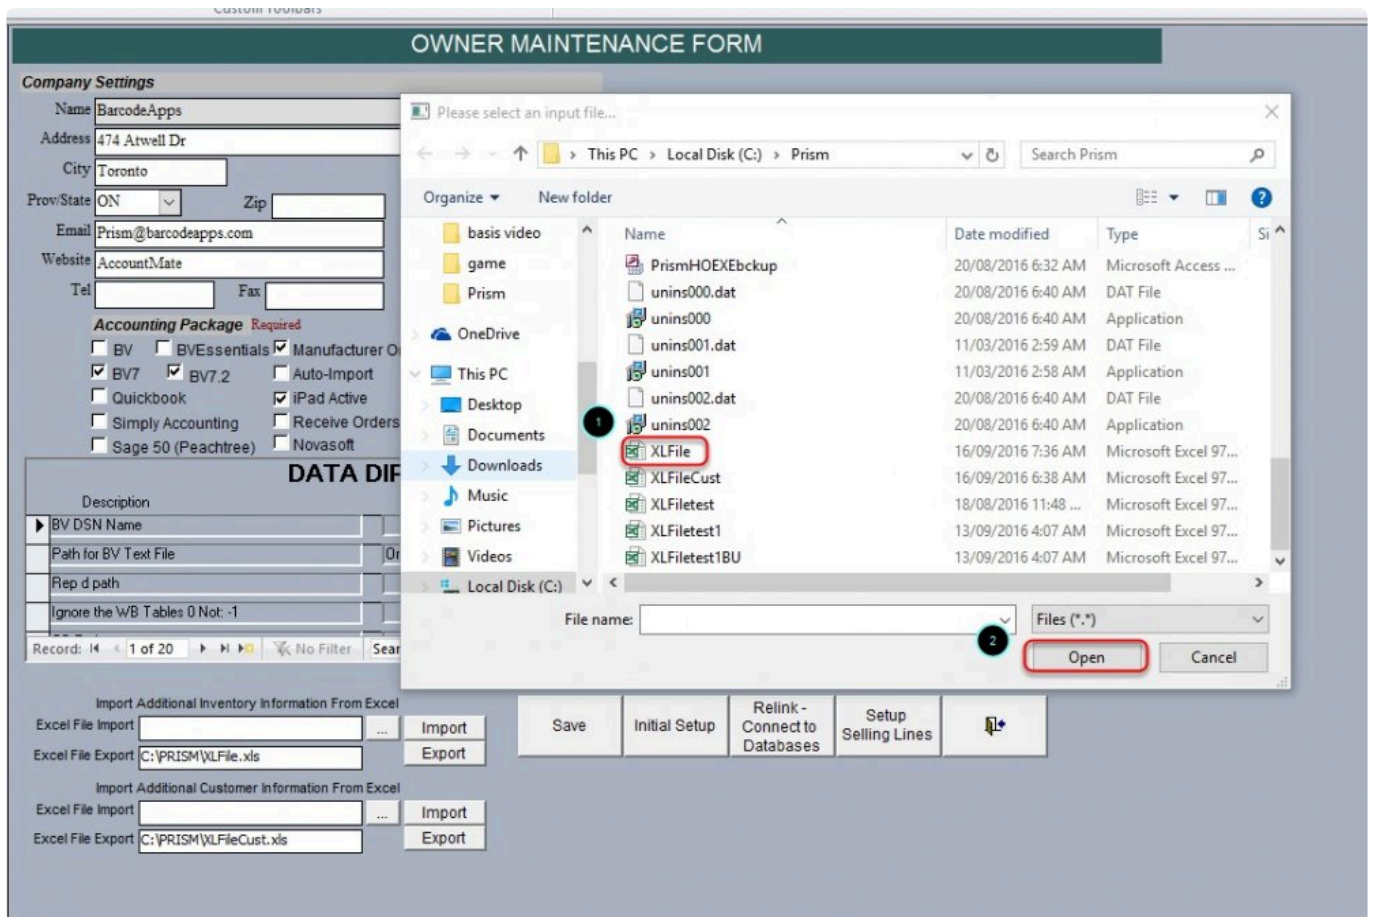 Custom Toolbars
OWNER MAINTENANCE FORM
Company Settings
Name BarcodeApps
Address 474 Atwell Dr
City Toronto
Prov/State ON Zip
Email Prism@barcodeapps.com
Website AccountMate
Tel Fax
Accounting Package Required
BV BVEssentials Manufacturer O
BV7 BV7.2 Auto-Import
Quickbook iPad Active
Simply Accounting Receive Orders
Sage 50 (Peachtree) Novasoft
DATA DIF
Description
BV DSN Name
Path for BV Text File Or
Rep d path
Ignore the WB Tables 0 Not: -1
Record: 1 of 20 No Filter Sear
Please select an input file...
This PC > Local Disk (C:) > Prism Search Prism
Organize New folder ?
basis video
game
Prism
OneDrive
This PC
Desktop
Documents
Downloads
Music
Pictures
Videos
Local Disk (C:)
Name Date modified Type Si
PrismHOEXEbckup 20/08/2016 6:32 AM Microsoft Access ...
unins000.dat 20/08/2016 6:40 AM DAT File
unins000 20/08/2016 6:40 AM Application
unins001.dat 11/03/2016 2:59 AM DAT File
unins001 11/03/2016 2:58 AM Application
unins002.dat 20/08/2016 6:40 AM DAT File
1 unins002 20/08/2016 6:40 AM Application
XLFile 16/09/2016 7:36 AM Microsoft Excel 97...
XLFileCust 16/09/2016 6:38 AM Microsoft Excel 97...
XLFiletest 18/08/2016 11:48 ... Microsoft Excel 97...
XLFiletest1 13/09/2016 4:07 AM Microsoft Excel 97...
XLFiletest1BU 13/09/2016 4:07 AM Microsoft Excel 97...
File name: Files (*.*)
2 Open Cancel
Import Additional Inventory Information From Excel
Excel File Import ... Import
Excel File Export C:\PRISM\XLFile.xls Export
Import Additional Customer Information From Excel
Excel File Import ... Import
Excel File Export C:\PRISM\XLFileCust.xls Export
Save
Initial Setup
Relink -
Connect to
Databases
Setup
Selling Lines